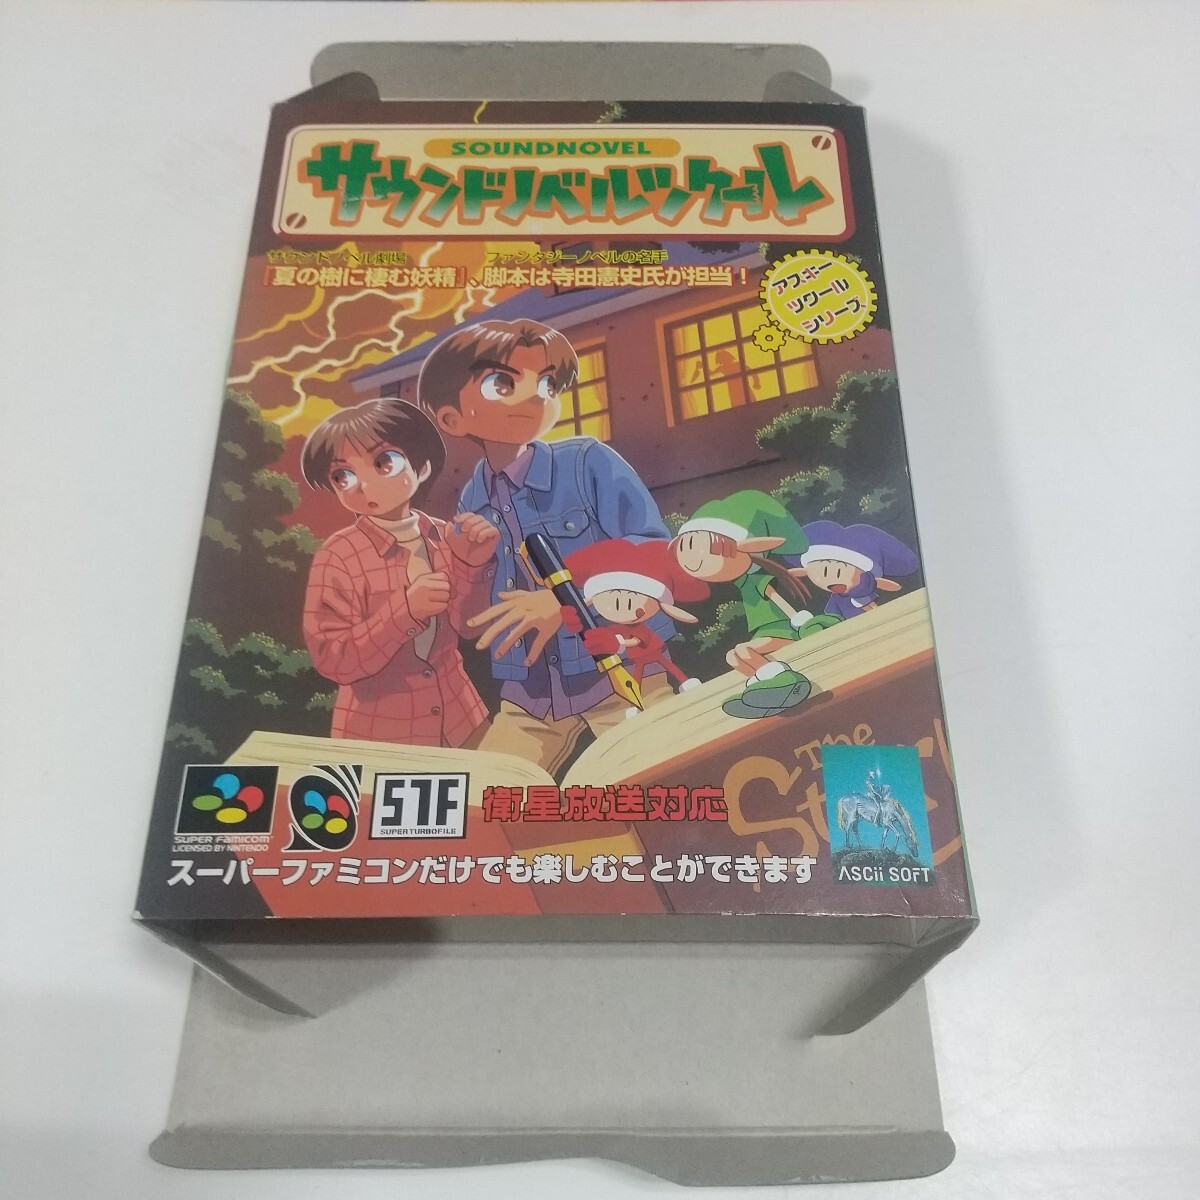 SOUNDNOVEL
サウンドノベルツクール
サウンドノベル劇場 ファンタジーノベルの名手
『夏の樹に棲む妖精』、脚本は寺田憲史氏が担当!
アスキー
ツクール
シリーズ
The
SUPER FAMICOM
LICENSED BY NINTENDO
STF
SUPER TURBOFILE
衛星放送対応
ASCII SOFT
スーパーファミコンだけでも楽しむことができます